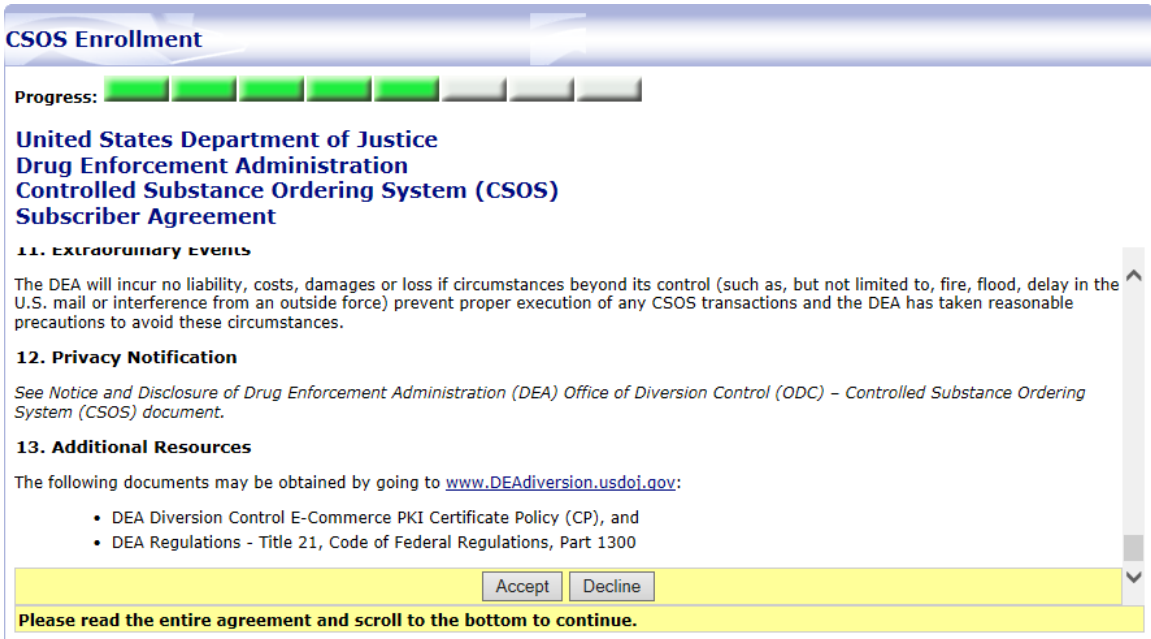 CSOS Enrollment
Progress:
United States Department of Justice
Drug Enforcement Administration
Controlled Substance Ordering System (CSOS)
Subscriber Agreement
11. Extraordinary Events
The DEA will incur no liability, costs, damages or loss if circumstances beyond its control (such as, but not limited to, fire, flood, delay in the
U.S. mail or interference from an outside force) prevent proper execution of any CSOS transactions and the DEA has taken reasonable
precautions to avoid these circumstances.
12. Privacy Notification
See Notice and Disclosure of Drug Enforcement Administration (DEA) Office of Diversion Control (ODC) – Controlled Substance Ordering
System (CSOS) document.
13. Additional Resources
The following documents may be obtained by going to www.DEAdiversion.usdoj.gov:
• DEA Diversion Control E-Commerce PKI Certificate Policy (CP), and
• DEA Regulations - Title 21, Code of Federal Regulations, Part 1300
Accept Decline
Please read the entire agreement and scroll to the bottom to continue.